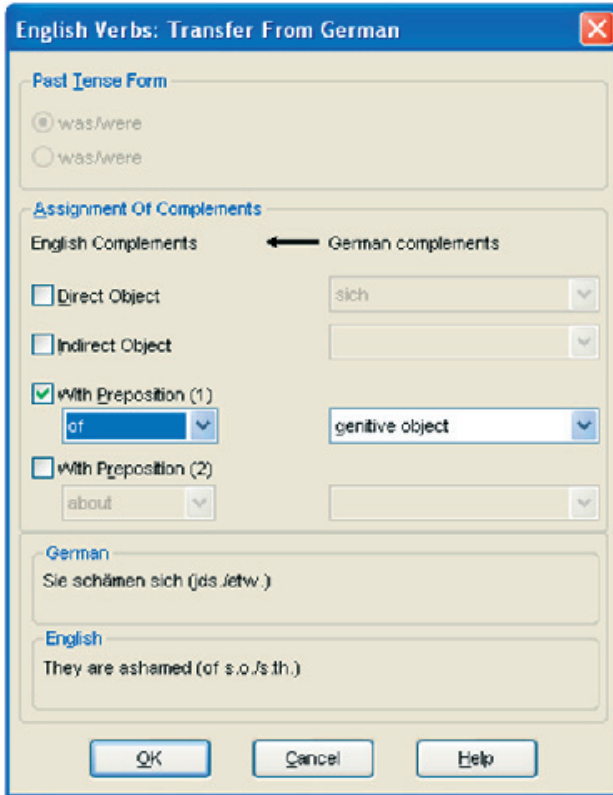 English Verbs: Transfer From German
Past Tense Form
was/were
was/were
Assignment Of Complements
English Complements German complements
Direct Object sich
Indirect Object
With Preposition (1)
of genitive object
With Preposition (2)
about
German
Sie schämen sich (jds./etw.)
English
They are ashamed (of s.o./s.th.)
OK Cancel Help